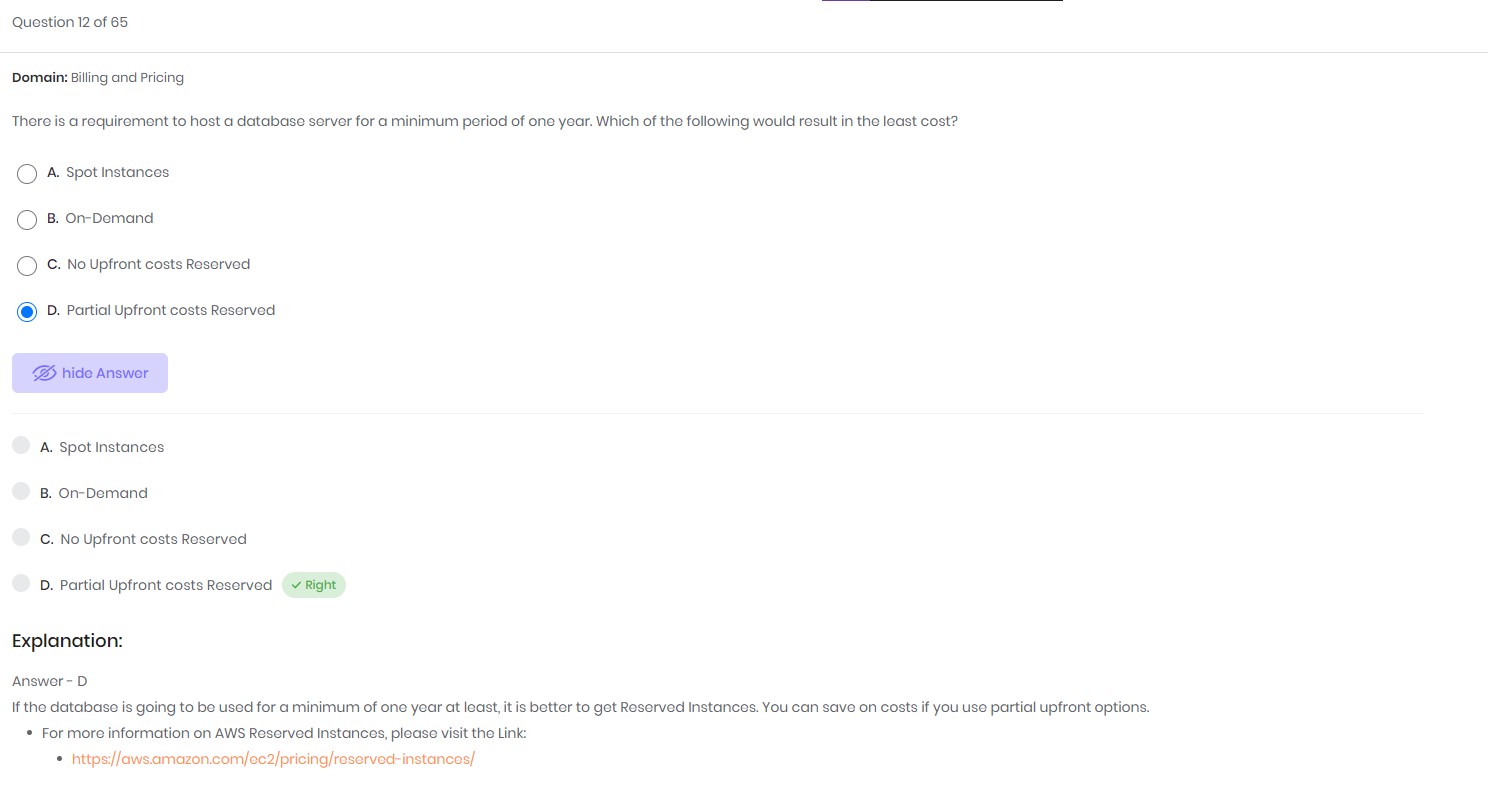 Question 12 of 65
Domain: Billing and Pricing
There is a requirement to host a database server for a minimum period of one year. Which of the following would result in the least cost?
A. Spot Instances
B. On-Demand
C. No Upfront costs Reserved
D. Partial Upfront costs Reserved
hide Answer
A. Spot Instances
B. On-Demand
C. No Upfront costs Reserved
D. Partial Upfront costs Reserved Right
Explanation:
Answer - D
If the database is going to be used for a minimum of one year at least, it is better to get Reserved Instances. You can save on costs if you use partial upfront options.
For more information on AWS Reserved Instances, please visit the Link:
https://aws.amazon.com/ec2/pricing/reserved-instances/